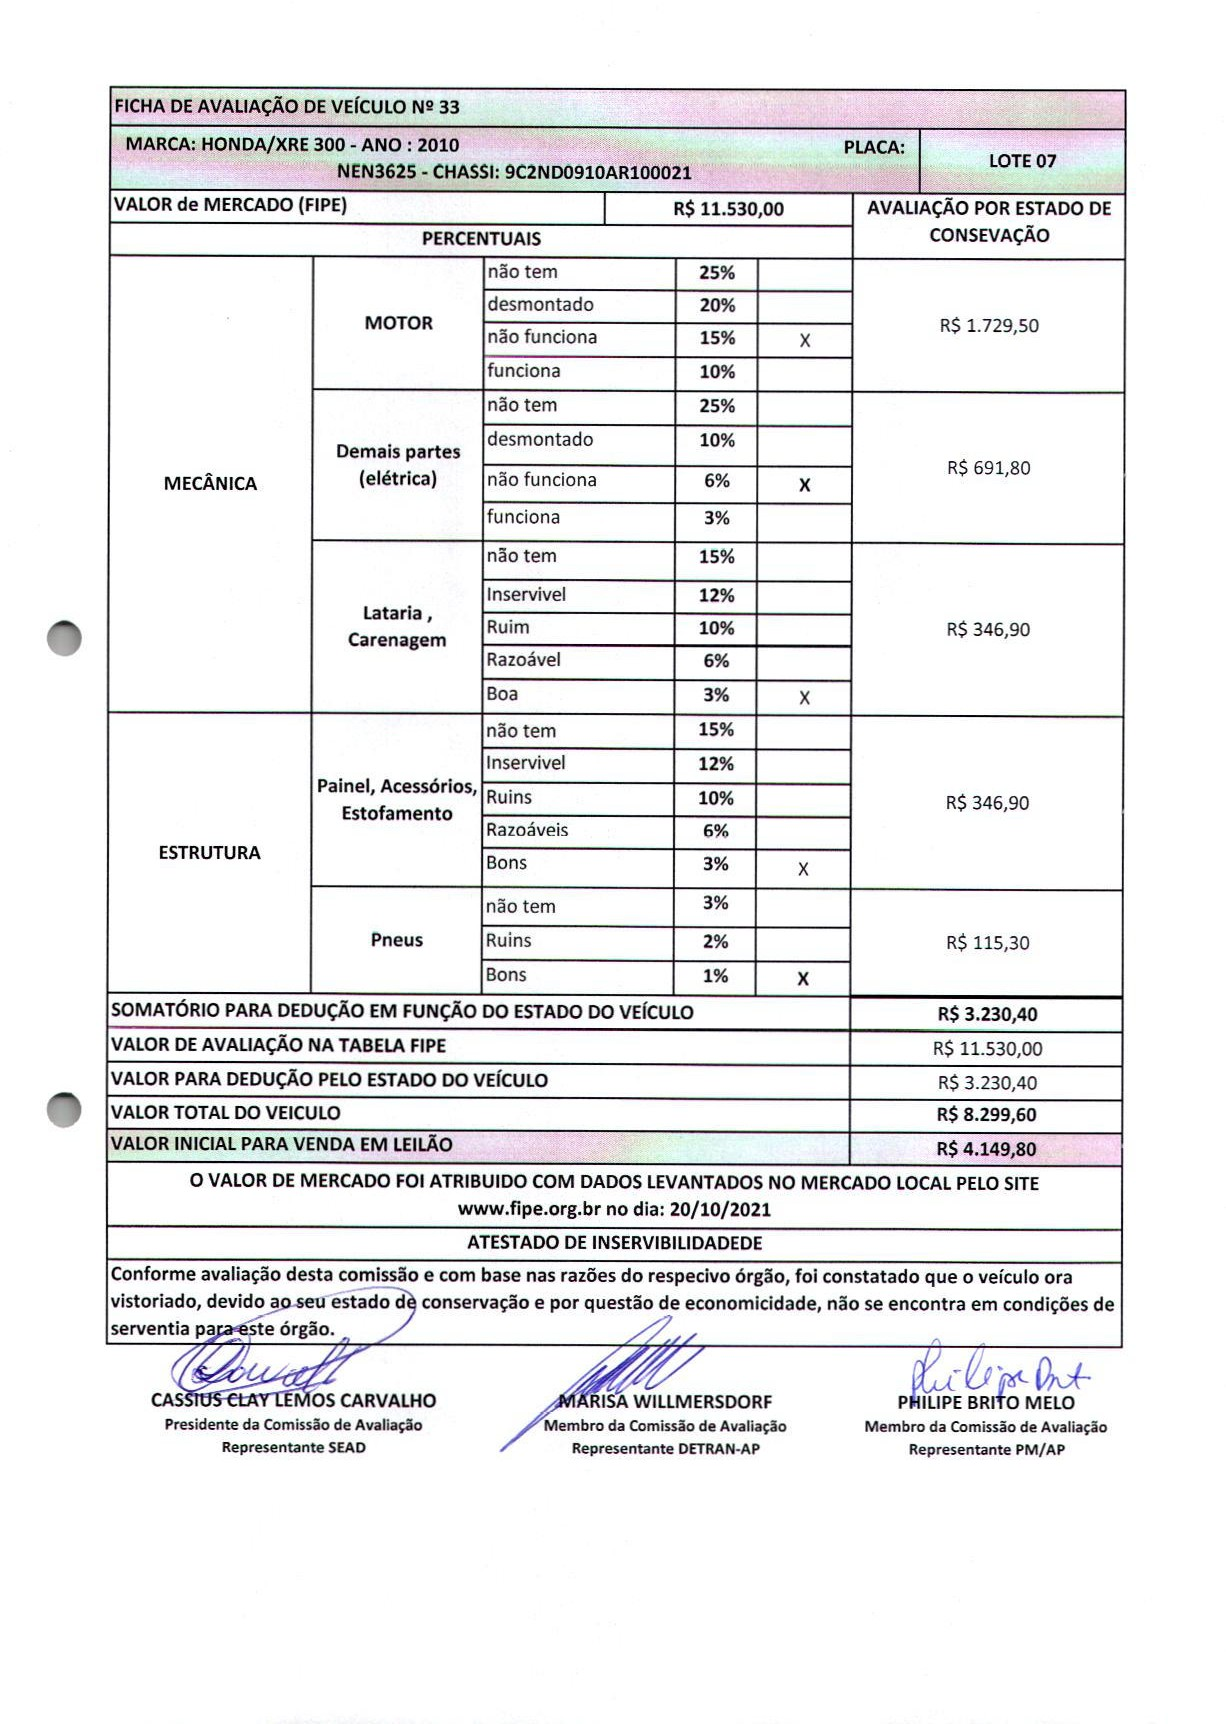 FICHA DE AVALIAÇÃO DE VEÍCULO Nº 33
MARCA: HONDA/XRE 300 - ANO : 2010 PLACA:
NEN3625 - CHASSI: 9C2ND0910AR100021
LOTE 07
VALOR de MERCADO (FIPE) R$ 11.530,00
AVALIAÇÃO POR ESTADO DE
CONSEVAÇÃO
PERCENTUAIS
MECÂNICA
MOTOR
não tem 25%
desmontado 20%
não funciona 15% X
funciona 10%
R$ 1.729,50
Demais partes
(elétrica)
não tem 25%
desmontado 10%
não funciona 6% X
funciona 3%
R$ 691,80
Lataria ,
Carenagem
não tem 15%
Inservivel 12%
Ruim 10%
Razoável 6%
Boa 3% X
R$ 346,90
ESTRUTURA
Painel, Acessórios,
Estofamento
não tem 15%
Inservivel 12%
Ruins 10%
Razoáveis 6%
Bons 3% X
R$ 346,90
Pneus
não tem 3%
Ruins 2%
Bons 1% X
R$ 115,30
SOMATÓRIO PARA DEDUÇÃO EM FUNÇÃO DO ESTADO DO VEÍCULO R$ 3.230,40
VALOR DE AVALIAÇÃO NA TABELA FIPE R$ 11.530,00
VALOR PARA DEDUÇÃO PELO ESTADO DO VEÍCULO R$ 3.230,40
VALOR TOTAL DO VEICULO R$ 8.299,60
VALOR INICIAL PARA VENDA EM LEILÃO R$ 4.149,80
O VALOR DE MERCADO FOI ATRIBUIDO COM DADOS LEVANTADOS NO MERCADO LOCAL PELO SITE
www.fipe.org.br no dia: 20/10/2021
ATESTADO DE INSERVIBILIDADEDE
Conforme avaliação desta comissão e com base nas razões do respecivo órgão, foi constatado que o veículo ora
vistoriado, devido ao seu estado de conservação e por questão de economicidade, não se encontra em condições de
serventia para este órgão.
CASSIUS CLAY LEMOS CARVALHO
Presidente da Comissão de Avaliação
Representante SEAD
MARISA WILLMERSDORF
Membro da Comissão de Avaliação
Representante DETRAN-AP
PHILIPE BRITO MELO
Membro da Comissão de Avaliação
Representante PM/AP